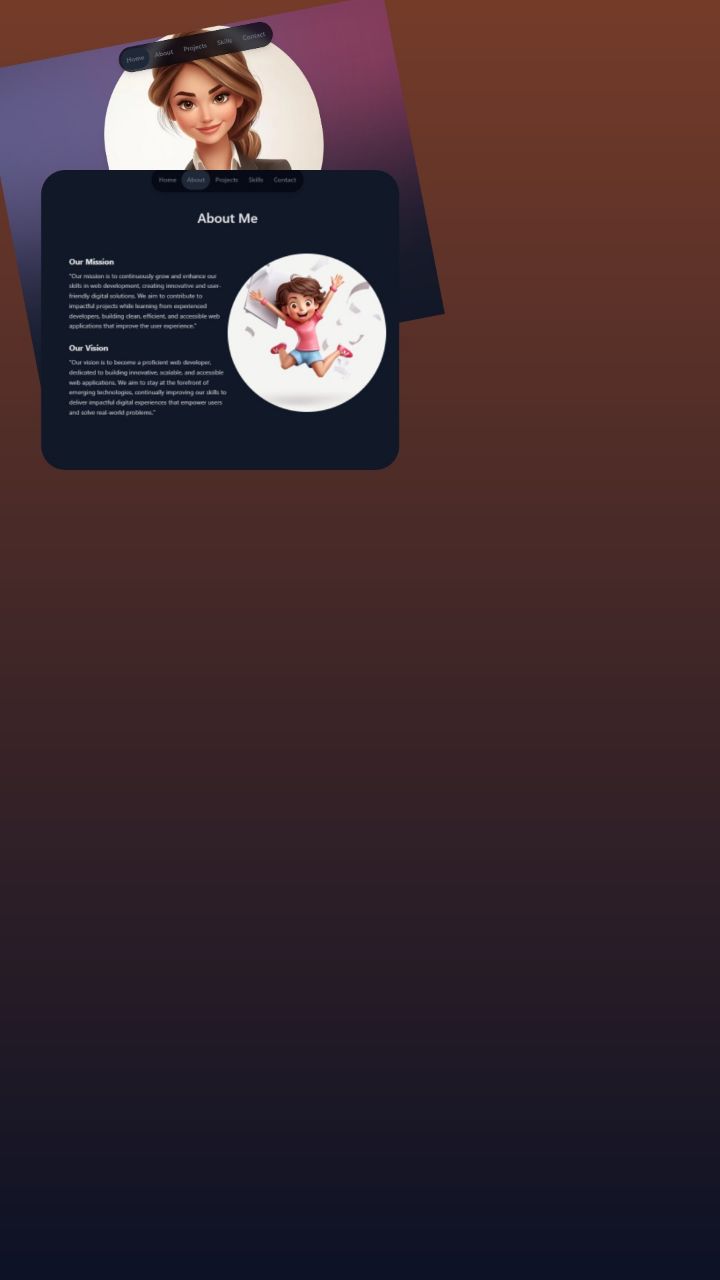 Home About Projects Skills Contact
Home About Projects Skills Contact
About Me
Our Mission
"Our mission is to continuously grow and enhance our
skills in web development, creating innovative and user-
friendly digital solutions. We aim to contribute to
impactful projects while learning from experienced
developers, building clean, efficient, and accessible web
applications that improve the user experience."
Our Vision
"Our vision is to become a proficient web developer,
dedicated to building innovative, scalable, and accessible
web applications. We aim to stay at the forefront of
emerging technologies, continually improving our skills to
deliver impactful digital experiences that empower users
and solve real-world problems."